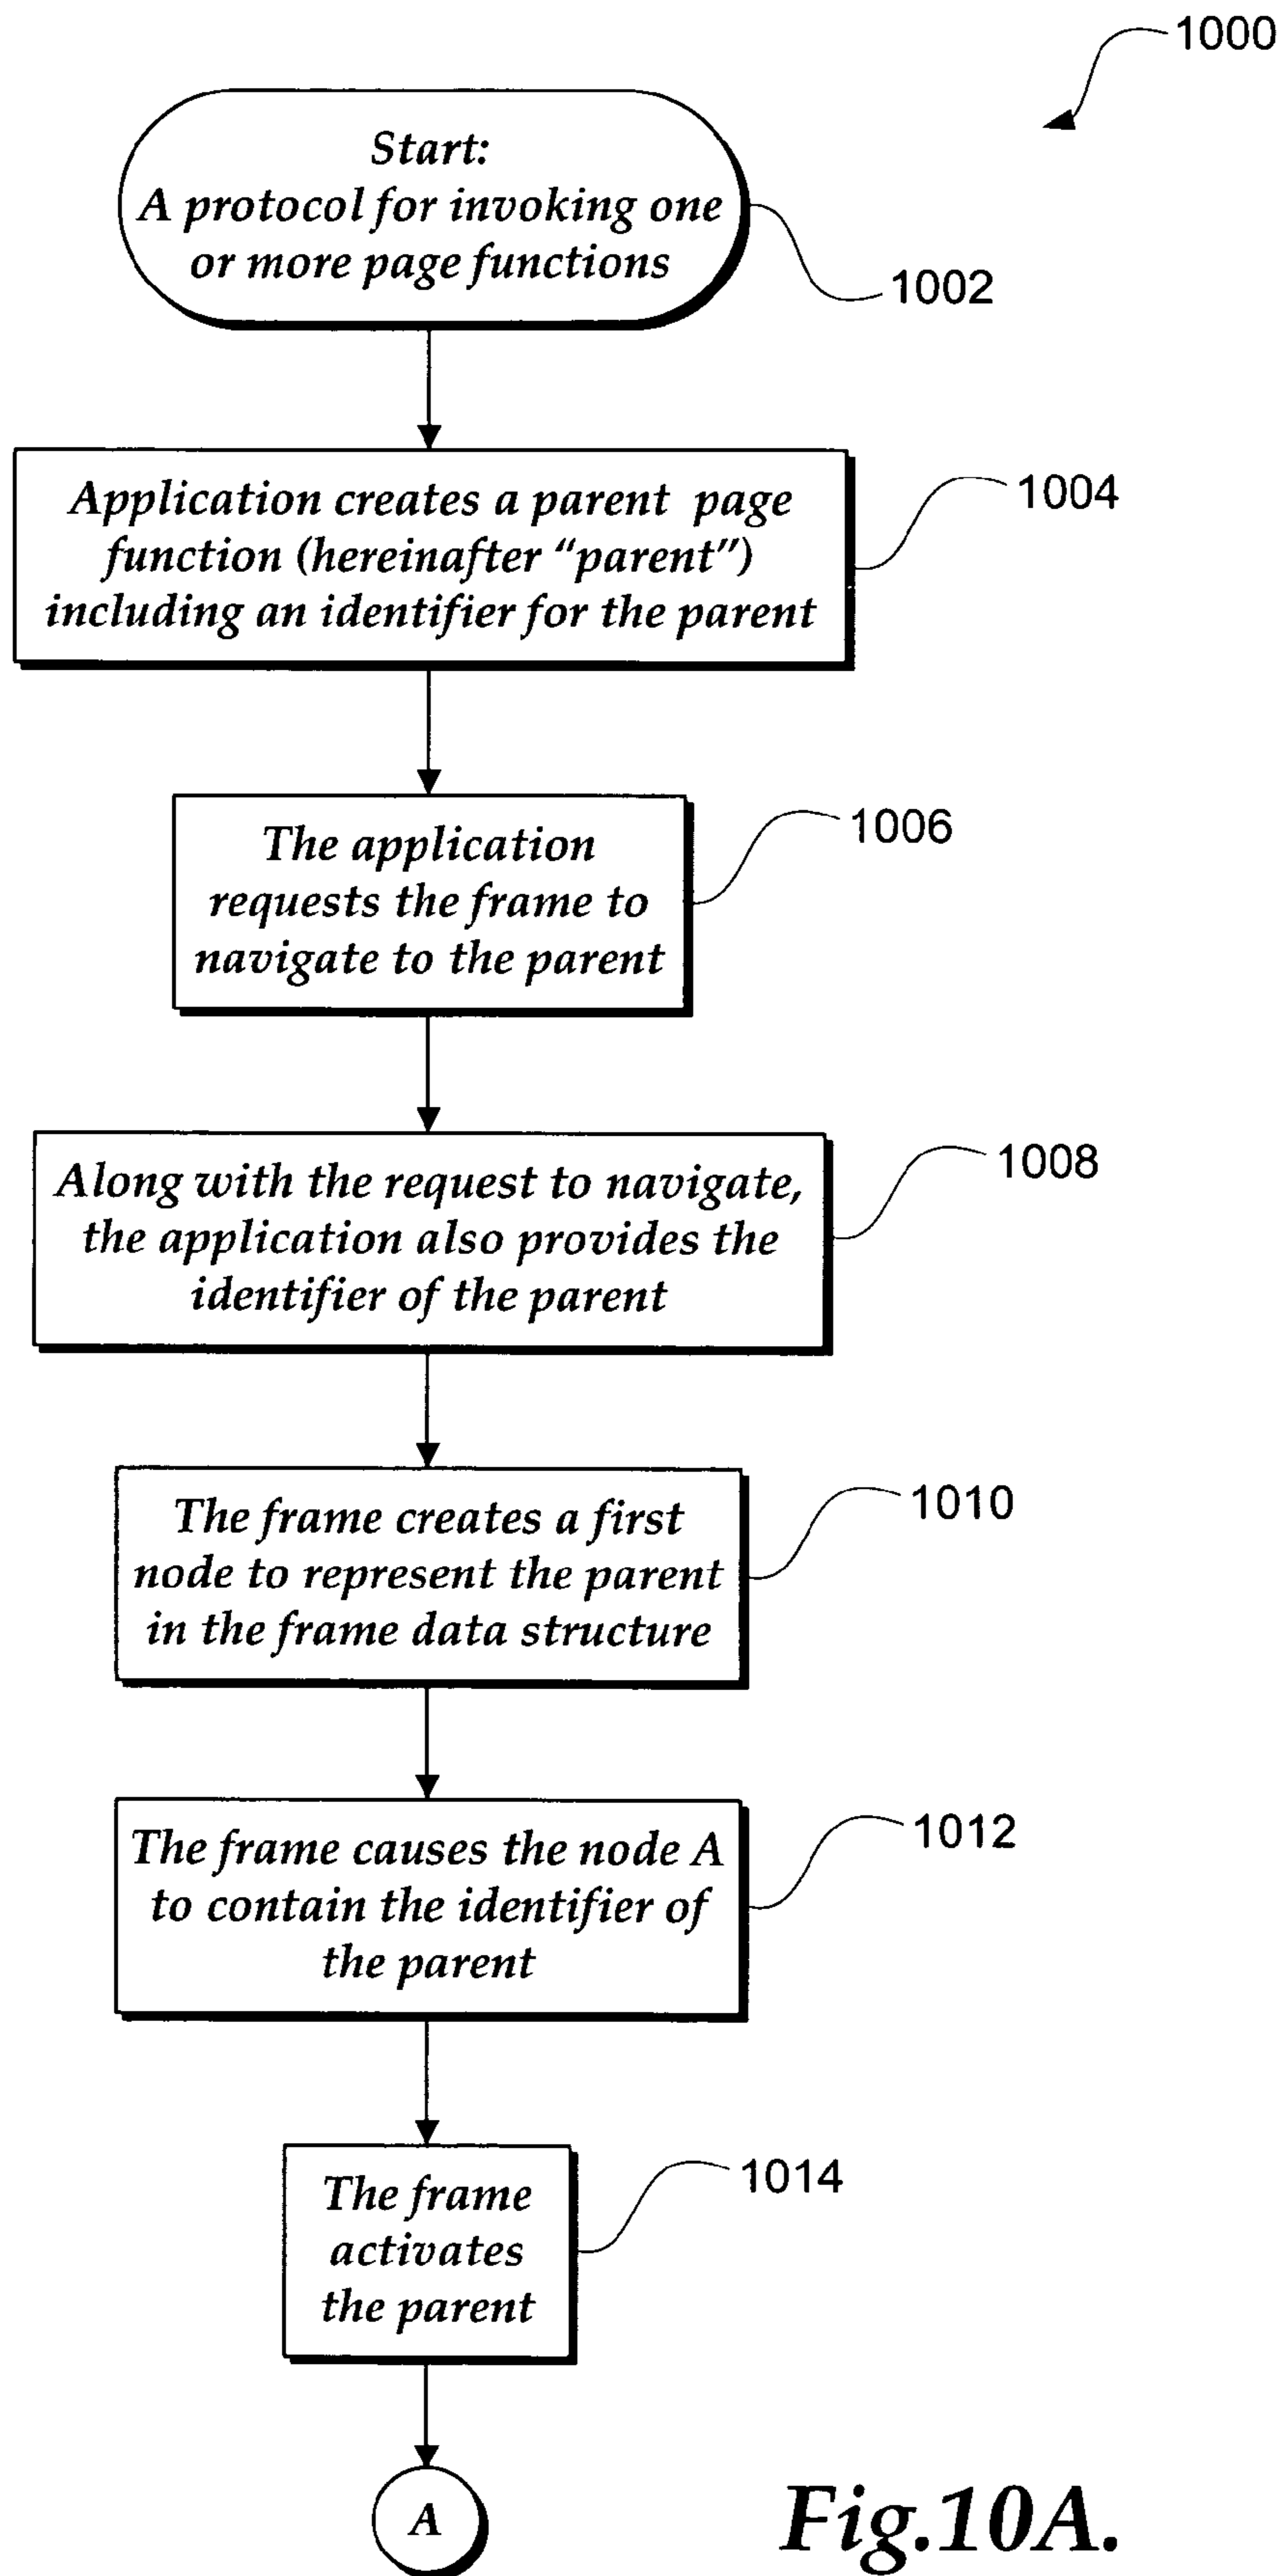 1000
Start:
A protocol for invoking one
or more page functions
1002
Application creates a parent page
function (hereinafter “parent”)
including an identifier for the parent
1004
The application
requests the frame to
navigate to the parent
1006
Along with the request to navigate,
the application also provides the
identifier of the parent
1008
The frame creates a first
node to represent the parent
in the frame data structure
1010
The frame causes the node A
to contain the identifier of
the parent
1012
The frame
activates
the parent
1014
A
Fig.10A.